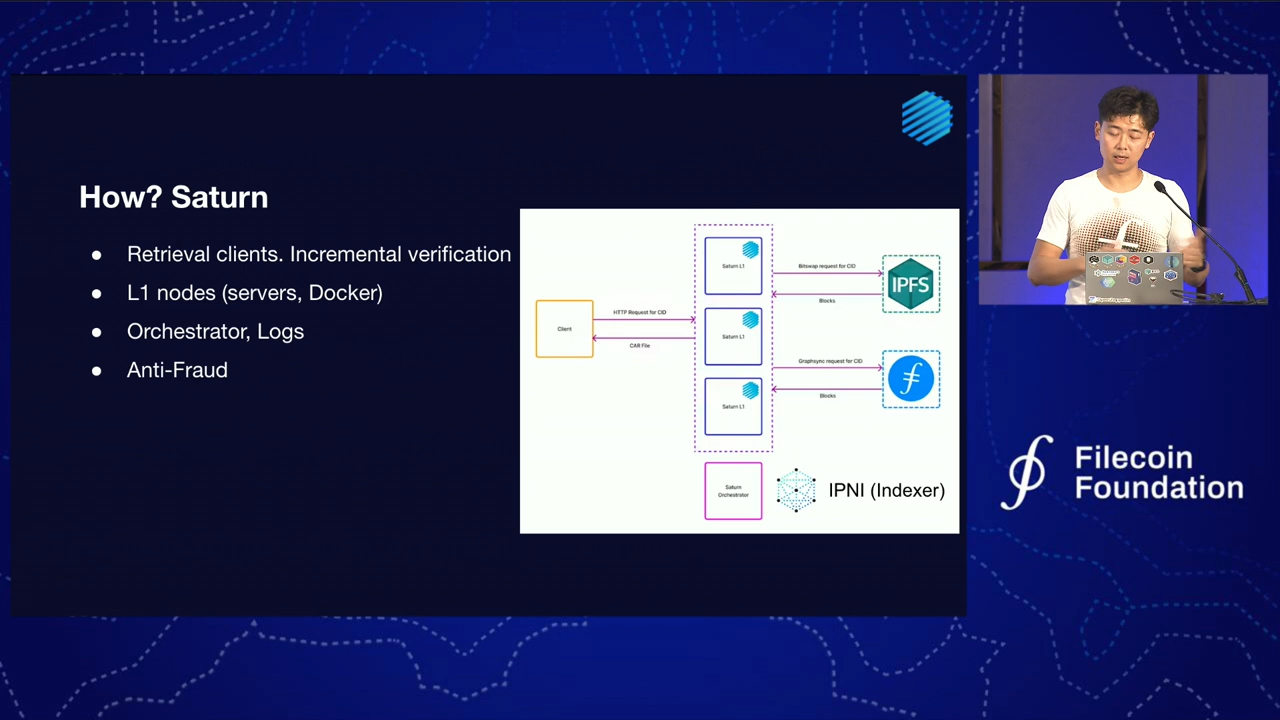 How? Saturn
● Retrieval clients. Incremental verification
● L1 nodes (servers, Docker)
● Orchestrator, Logs
● Anti-Fraud
Client
HTTP Request for CID
CAR File
Saturn L1
Saturn L1
Saturn L1
Bitswap request for CID
Blocks
IPFS
Graphsync request for CID
Blocks
Saturn
Orchestrator
IPNI (Indexer)
Filecoin
Foundation